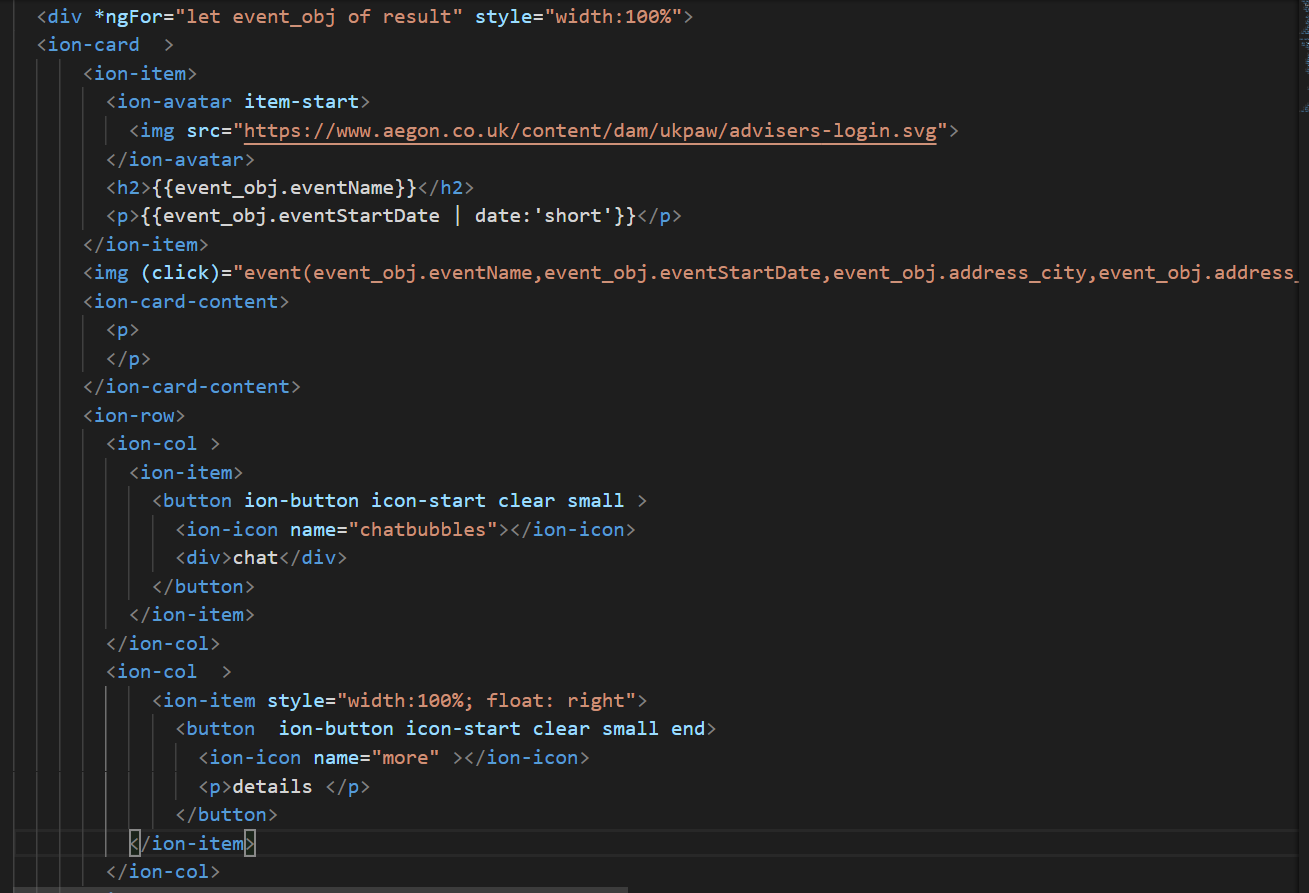 <div *ngFor="let event_obj of result" style="width:100%">
<ion-card  >
<ion-item>
<ion-avatar item-start>
<img src="https://www.aegon.co.uk/content/dam/ukpaw/advisers-login.svg">
</ion-avatar>
<h2>{{event_obj.eventName}}</h2>
<p>{{event_obj.eventStartDate | date:'short'}}</p>
</ion-item>
<img (click)="event(event_obj.eventName,event_obj.eventStartDate,event_obj.address_city,event_obj.address_
<ion-card-content>
<p>
</p>
</ion-card-content>
<ion-row>
<ion-col >
<ion-item>
<button ion-button icon-start clear small >
<ion-icon name="chatbubbles"></ion-icon>
<div>chat</div>
</button>
</ion-item>
</ion-col>
<ion-col  >
<ion-item style="width:100%; float: right">
<button  ion-button icon-start clear small end>
<ion-icon name="more" ></ion-icon>
<p>details </p>
</button>
</ion-item>
</ion-col>